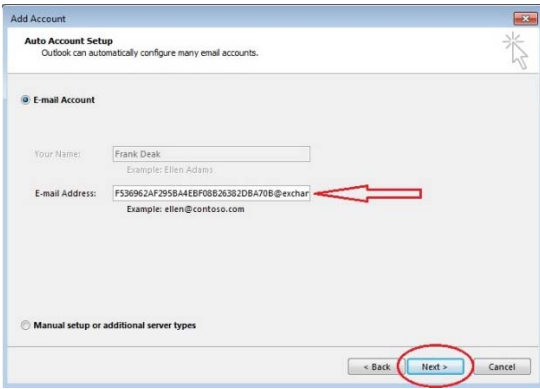 Add Account
Auto Account Setup
Outlook can automatically configure many email accounts.
E-mail Account
Your Name: Frank Deak
Example: Ellen Adams
E-mail Address: F536962AF295BA4EBF08B26382DBA70B@exchar
Example: ellen@contoso.com
Manual setup or additional server types
< Back Next > Cancel